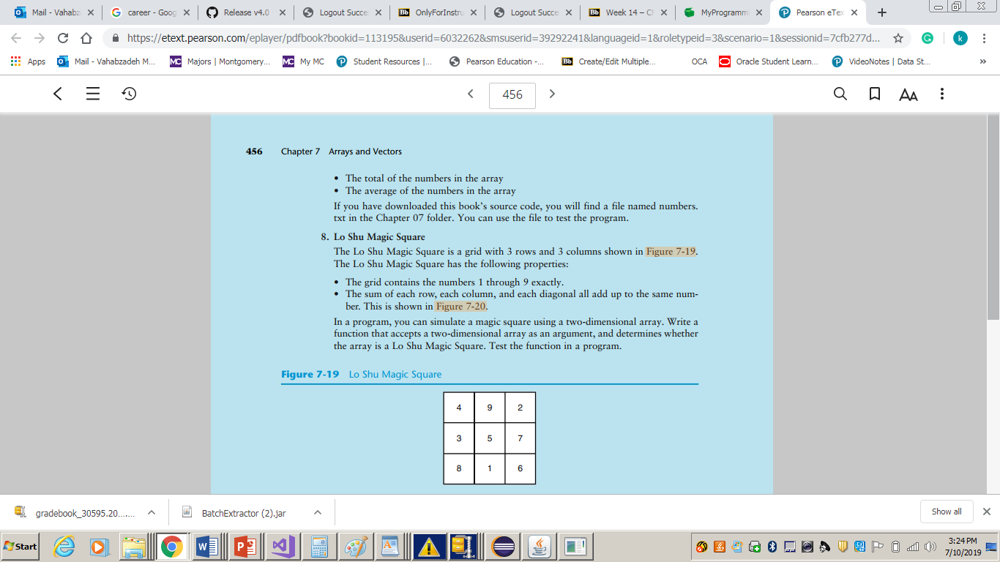 Mail - Vahabz
career - Goog
Release v4.0
Logout Succe
Bb OnlyForInstru
Logout Succe
Bb Week 14 – Ch
MyProgrammi
Pearson eTex
https://etext.pearson.com/eplayer/pdfbook?bookid=113195&userid=6032262&smsuserid=39292241&languageid=1&roletypeid=3&scenario=1&sessionid=7cfb277d...
k
Apps
Mail - Vahabzadeh M...
MC Majors | Montgomery...
MC My MC
Student Resources |...
Pearson Education -...
Bb Create/Edit Multiple...
OCA
Oracle Student Learn...
VideoNotes | Data St...
»
456
AA
456 Chapter 7 Arrays and Vectors
• The total of the numbers in the array
• The average of the numbers in the array
If you have downloaded this book's source code, you will find a file named numbers.
txt in the Chapter 07 folder. You can use the file to test the program.
8. Lo Shu Magic Square
The Lo Shu Magic Square is a grid with 3 rows and 3 columns shown in Figure 7-19.
The Lo Shu Magic Square has the following properties:
• The grid contains the numbers 1 through 9 exactly.
• The sum of each row, each column, and each diagonal all add up to the same num-
ber. This is shown in Figure 7-20.
In a program, you can simulate a magic square using a two-dimensional array. Write a
function that accepts a two-dimensional array as an argument, and determines whether
the array is a Lo Shu Magic Square. Test the function in a program.
Figure 7-19 Lo Shu Magic Square
4 9 2
3 5 7
8 1 6
gradebook_30595.20......
BatchExtractor (2).jar
Show all
Start
3:24 PM
7/10/2019